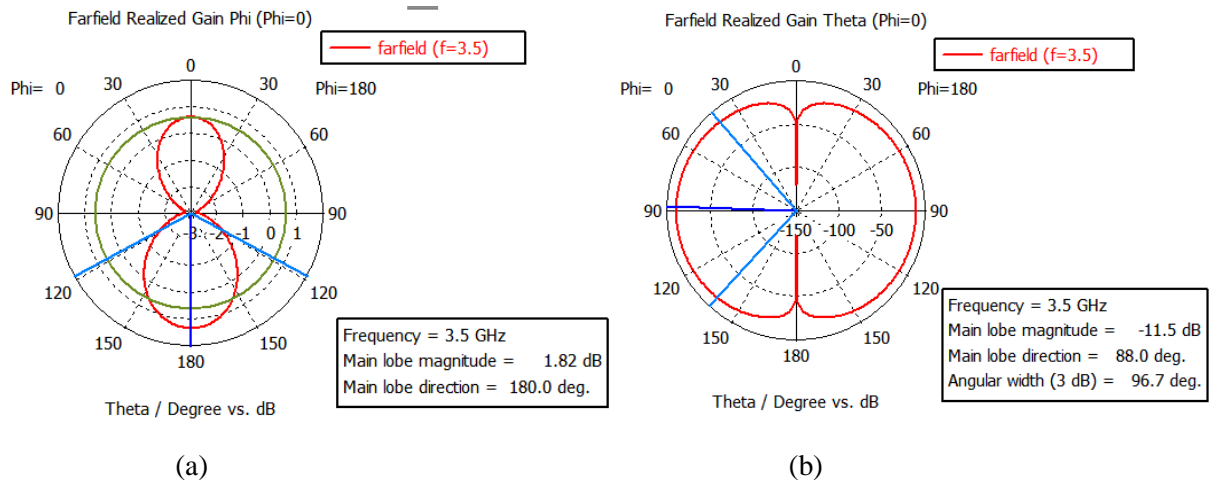 Farfield Realized Gain Phi (Phi=0)
farfield (f=3.5)
Phi= 0
Phi=180
0
30
30
60
60
90
90
120
120
150
150
180
-3
-2
-1
0
1
Frequency = 3.5 GHz
Main lobe magnitude = 1.82 dB
Main lobe direction = 180.0 deg.
Theta / Degree vs. dB
(a)
Farfield Realized Gain Theta (Phi=0)
farfield (f=3.5)
Phi= 0
Phi=180
0
30
30
60
60
90
90
120
120
150
150
180
-150
-100
-50
Frequency = 3.5 GHz
Main lobe magnitude = -11.5 dB
Main lobe direction = 88.0 deg.
Angular width (3 dB) = 96.7 deg.
Theta / Degree vs. dB
(b)